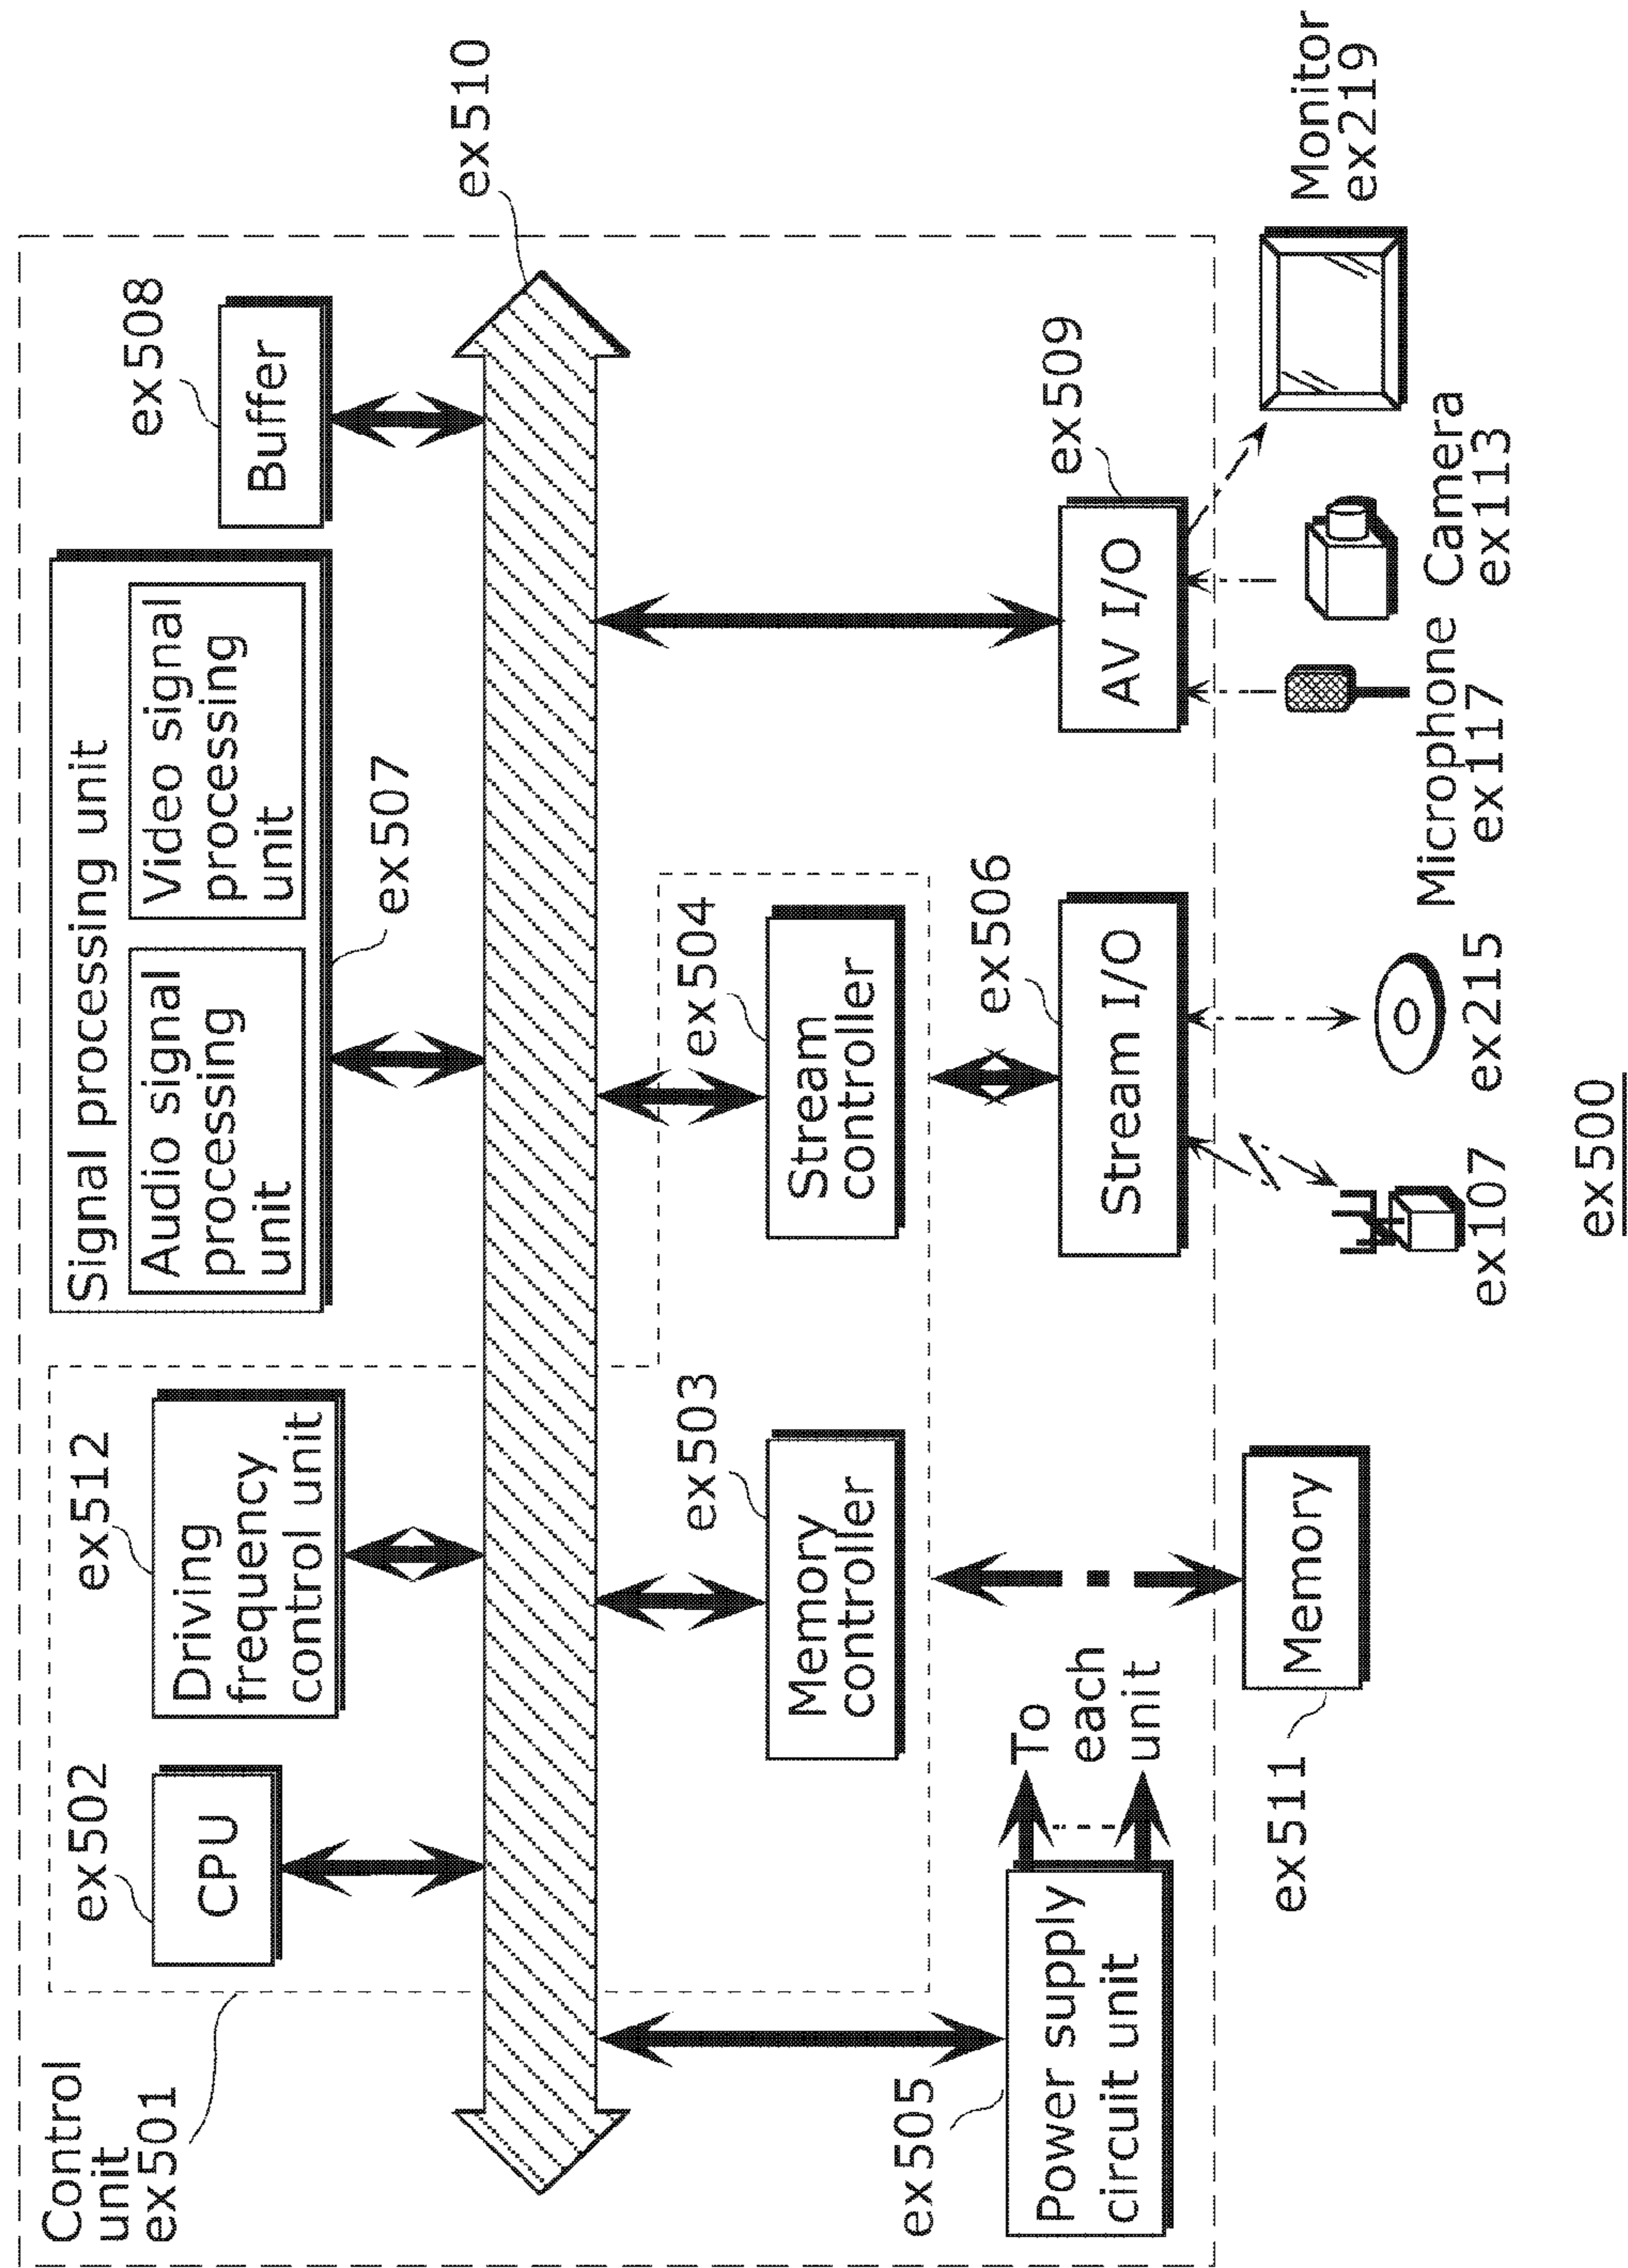 Control
unit
ex501
ex502
CPU
ex512
Driving
frequency
control unit
Signal processing unit
Audio signal
processing
unit
Video signal
processing
unit
ex507
ex508
Buffer
ex510
ex503
Memory
controller
ex504
Stream
controller
ex505
Power supply
circuit unit
To
each
unit
ex506
Stream I/O
ex509
AV I/O
ex511
Memory
ex107
ex215
Microphone
ex117
Camera
ex113
Monitor
ex219
ex500